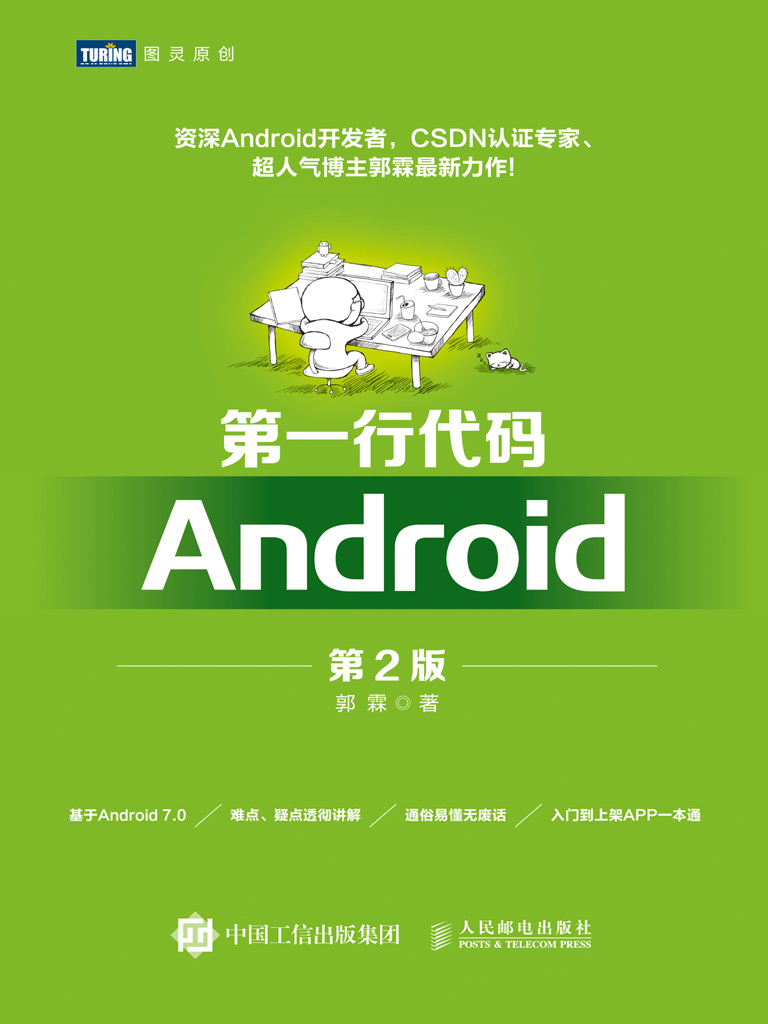 TURING 图灵原创
资深Android开发者，CSDN认证专家、
超人气博主郭霖最新力作！
第一行代码
Android
第2版
郭霖◎著
基于Android 7.0 ／ 难点、疑点透彻讲解 ／ 通俗易懂无废话 ／ 入门到上架APP一本通
中国工信出版集团
人民邮电出版社
POSTS & TELECOM PRESS